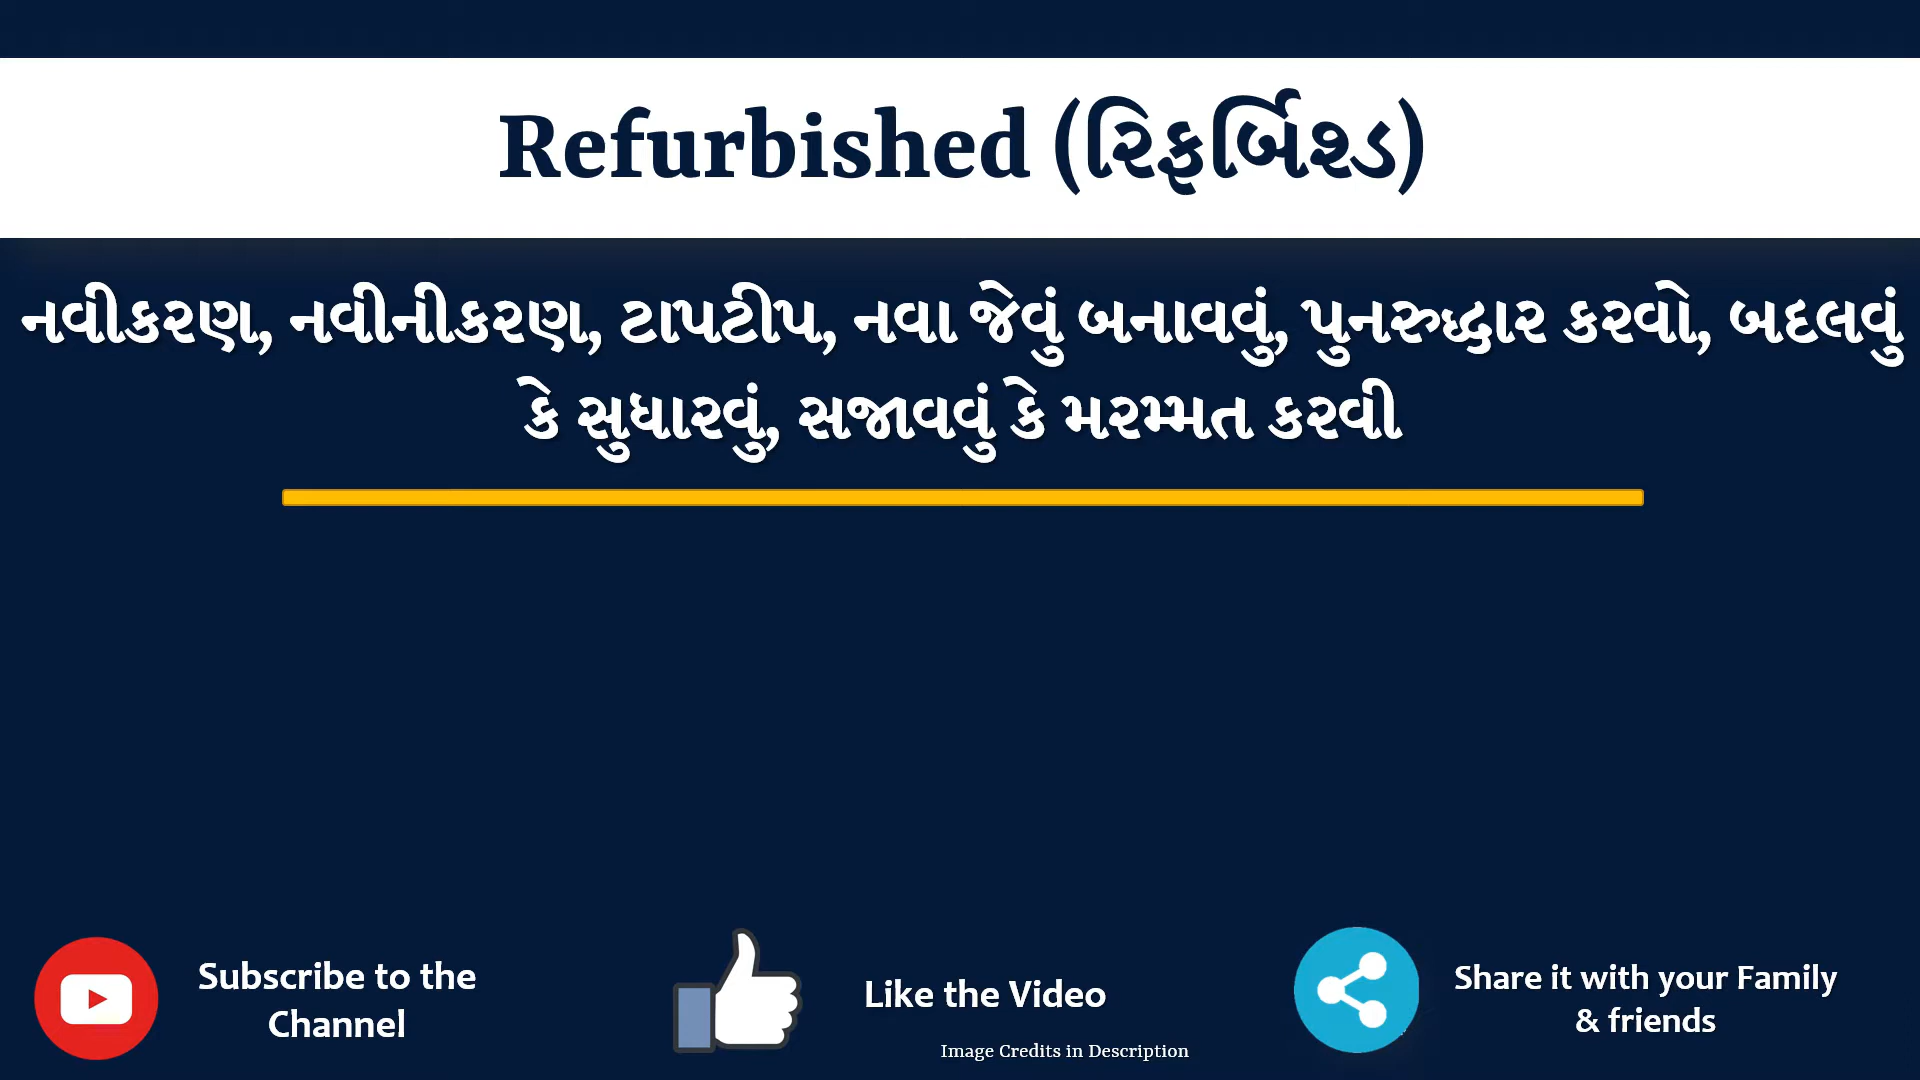 Refurbished (રિફર્બિશ્ડ)
નવીકરણ, નવીનીકરણ, ટાપટીપ, નવા જેવું બનાવવું, પુનરુદ્ધાર કરવો, બદલવું
કે સુધારવું, સજાવવું કે મરમ્મત કરવી
Subscribe to the
Channel
Like the Video
Share it with your Family
& friends
Image Credits in Description